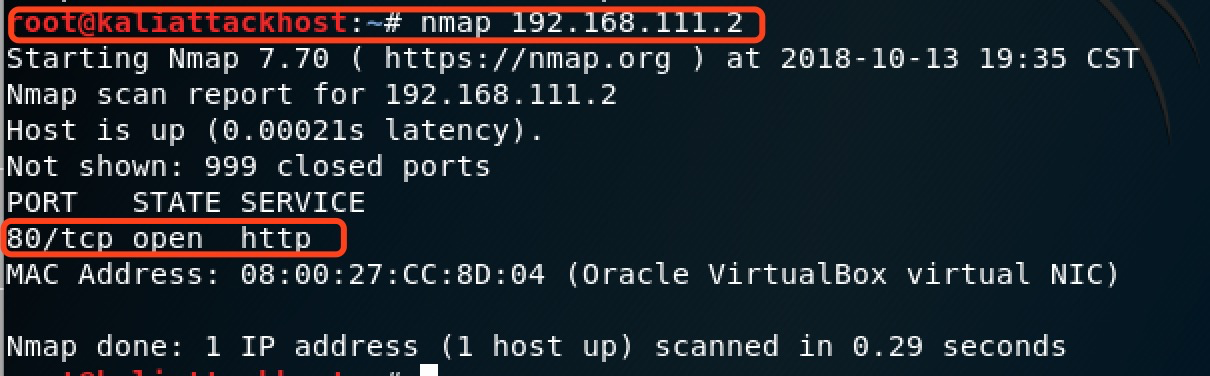 root@kaliattackhost:~# nmap 192.168.111.2
Starting Nmap 7.70 ( https://nmap.org ) at 2018-10-13 19:35 CST
Nmap scan report for 192.168.111.2
Host is up (0.00021s latency).
Not shown: 999 closed ports
PORT   STATE SERVICE
80/tcp open  http
MAC Address: 08:00:27:CC:8D:04 (Oracle VirtualBox virtual NIC)
Nmap done: 1 IP address (1 host up) scanned in 0.29 seconds